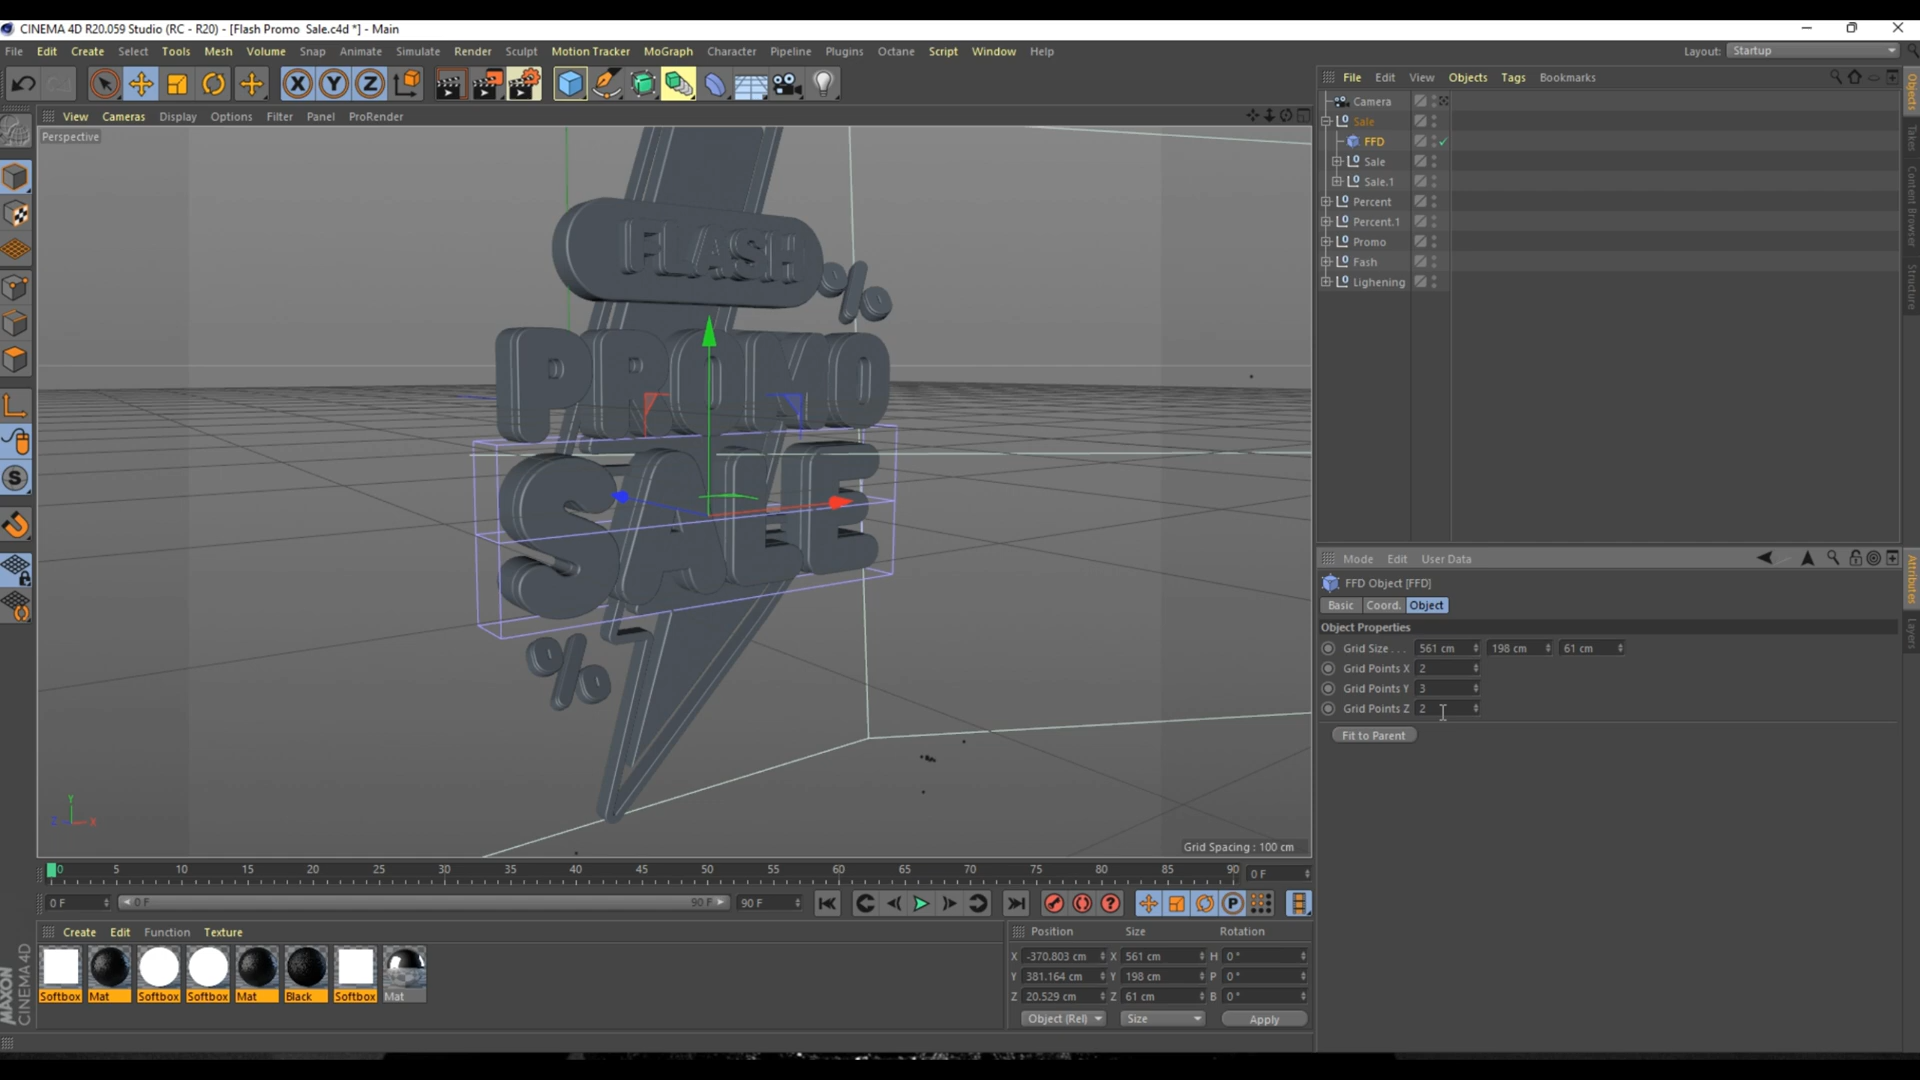 CINEMA 4D R20.059 Studio (RC - R20) - [Flash Promo  Sale.c4d *] - Main
File Edit Create Select Tools Mesh Volume Snap Animate Simulate Render Sculpt Motion Tracker MoGraph Character Pipeline Plugins Octane Script Window Help Layout: Startup
X Y Z
File Edit View Objects Tags Bookmarks
View Cameras Display Options Filter Panel ProRender
Perspective
Camera
Sale
FFD
Sale
Sale.1
Percent
Percent.1
Promo
Fash
Lighening
Objects
Takes
Content Browser
Structure
FLASH
%
PROMO
SALE
%
Y
Z X
Grid Spacing : 100 cm
Mode Edit User Data
FFD Object [FFD]
Basic Coord. Object
Object Properties
Grid Size . . . 561 cm 198 cm 61 cm
Grid Points X 2
Grid Points Y 3
Grid Points Z 2
Fit to Parent
Attributes
Layers
0 5 10 15 20 25 30 35 40 45 50 55 60 65 70 75 80 85 90 0 F
0 F 0 F 90 F 90 F
Create Edit Function Texture
Softbox Mat Softbox Softbox Mat Black Softbox Mat
Position Size Rotation
X -370.803 cm X 561 cm H 0°
Y 381.164 cm Y 198 cm P 0°
Z 20.529 cm Z 61 cm B 0°
Object (Rel) Size Apply
MAXON
CINEMA 4D